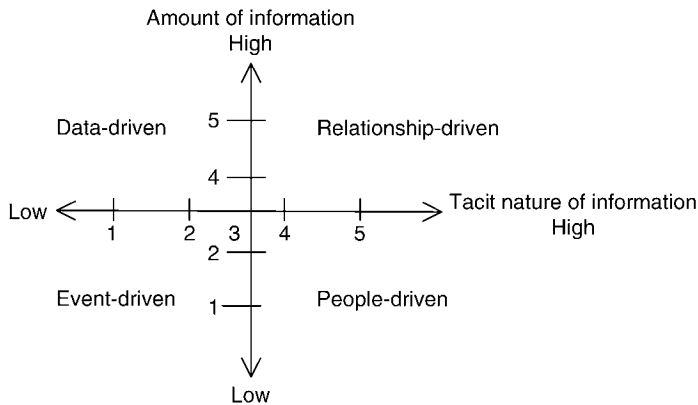 Amount of information
High
Data-driven
5
Relationship-driven
4
Low
Tacit nature of information
High
1 2 3 4 5
2
Event-driven
1
People-driven
Low